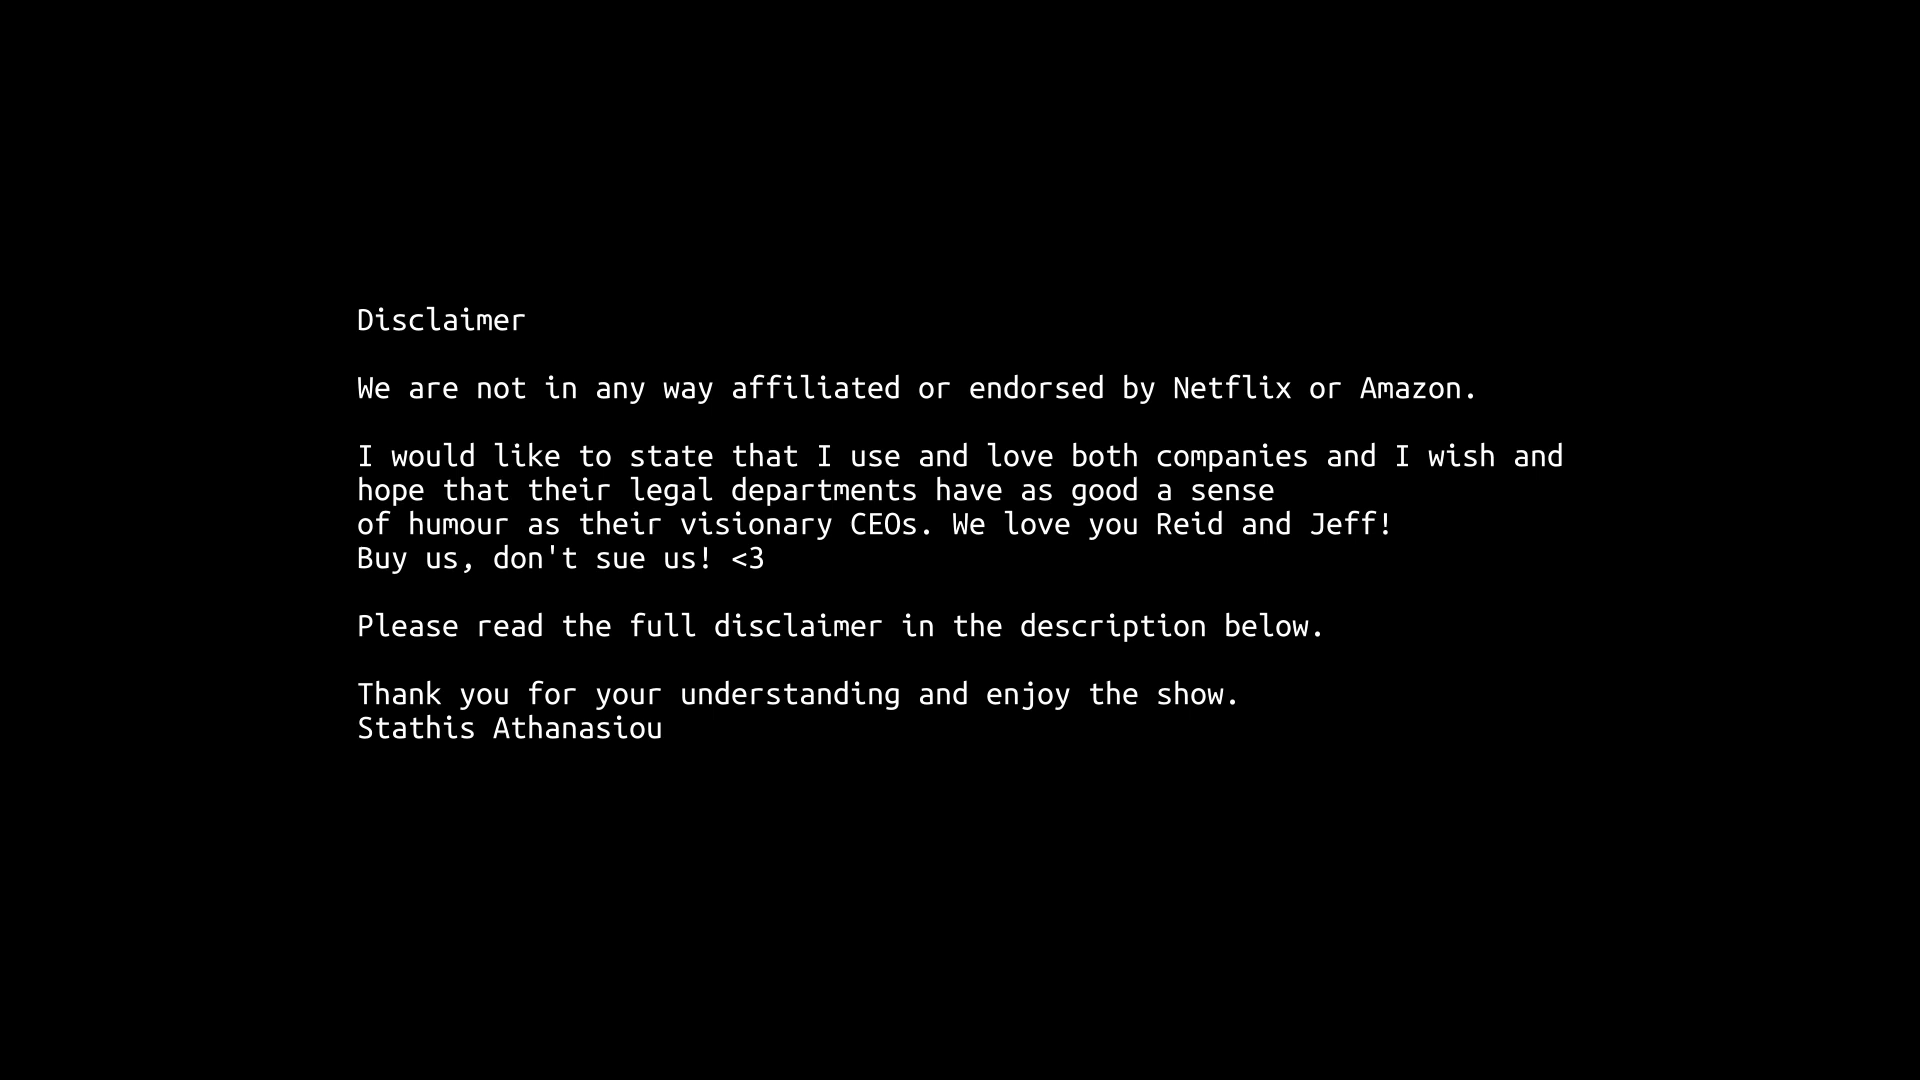 Disclaimer
We are not in any way affiliated or endorsed by Netflix or Amazon.
I would like to state that I use and love both companies and I wish and
hope that their legal departments have as good a sense
of humour as their visionary CEOs. We love you Reid and Jeff!
Buy us, don't sue us! <3
Please read the full disclaimer in the description below.
Thank you for your understanding and enjoy the show.
Stathis Athanasiou